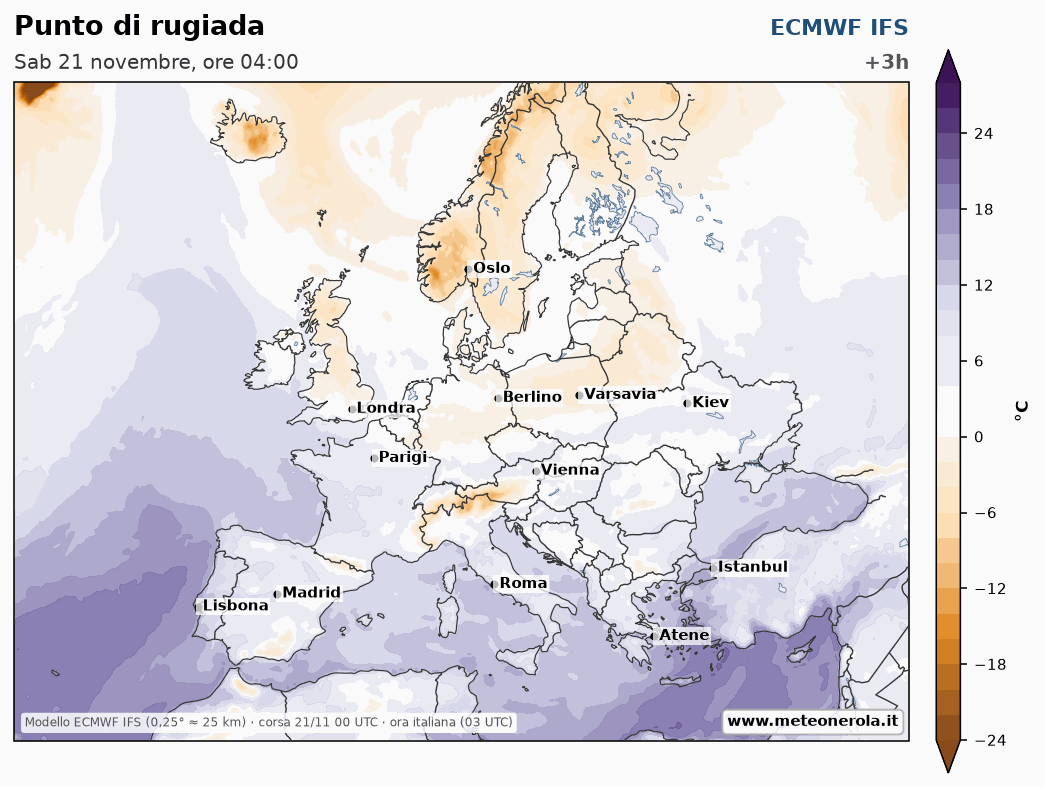 Punto di rugiada
ECMWF IFS
Sab 21 novembre, ore 04:00
+3h
24
18
12
6
0
−6
−12
−18
−24
°C
Oslo
Londra
Berlino
Varsavia
Kiev
Parigi
Vienna
Istanbul
Madrid
Roma
Lisbona
Atene
Modello ECMWF IFS (0,25° ≈ 25 km) · corsa 21/11 00 UTC · ora italiana (03 UTC)
www.meteonerola.it